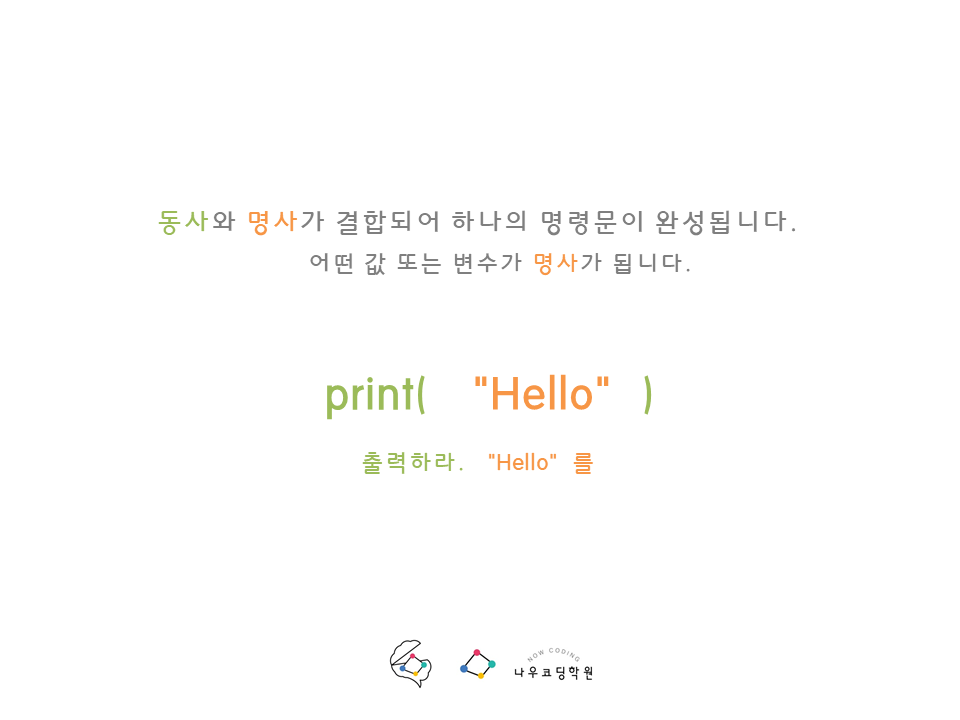 동사와 명사가 결합되어 하나의 명령문이 완성됩니다.
어떤 값 또는 변수가 명사가 됩니다.
print( "Hello" )
출력하라. "Hello" 를
NOW CODING
나우코딩학원